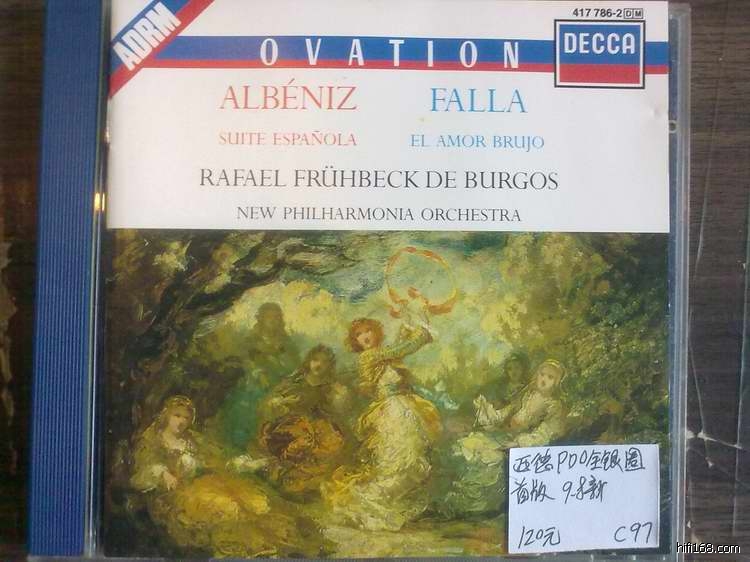 417 786-2 DM
ADRM
OVATION
DECCA
ALBÉNIZ FALLA
SUITE ESPAÑOLA EL AMOR BRUJO
RAFAEL FRÜHBECK DE BURGOS
NEW PHILHARMONIA ORCHESTRA
西德PDO全银圈
首版 9.8新
120元 C97
hifi168.com